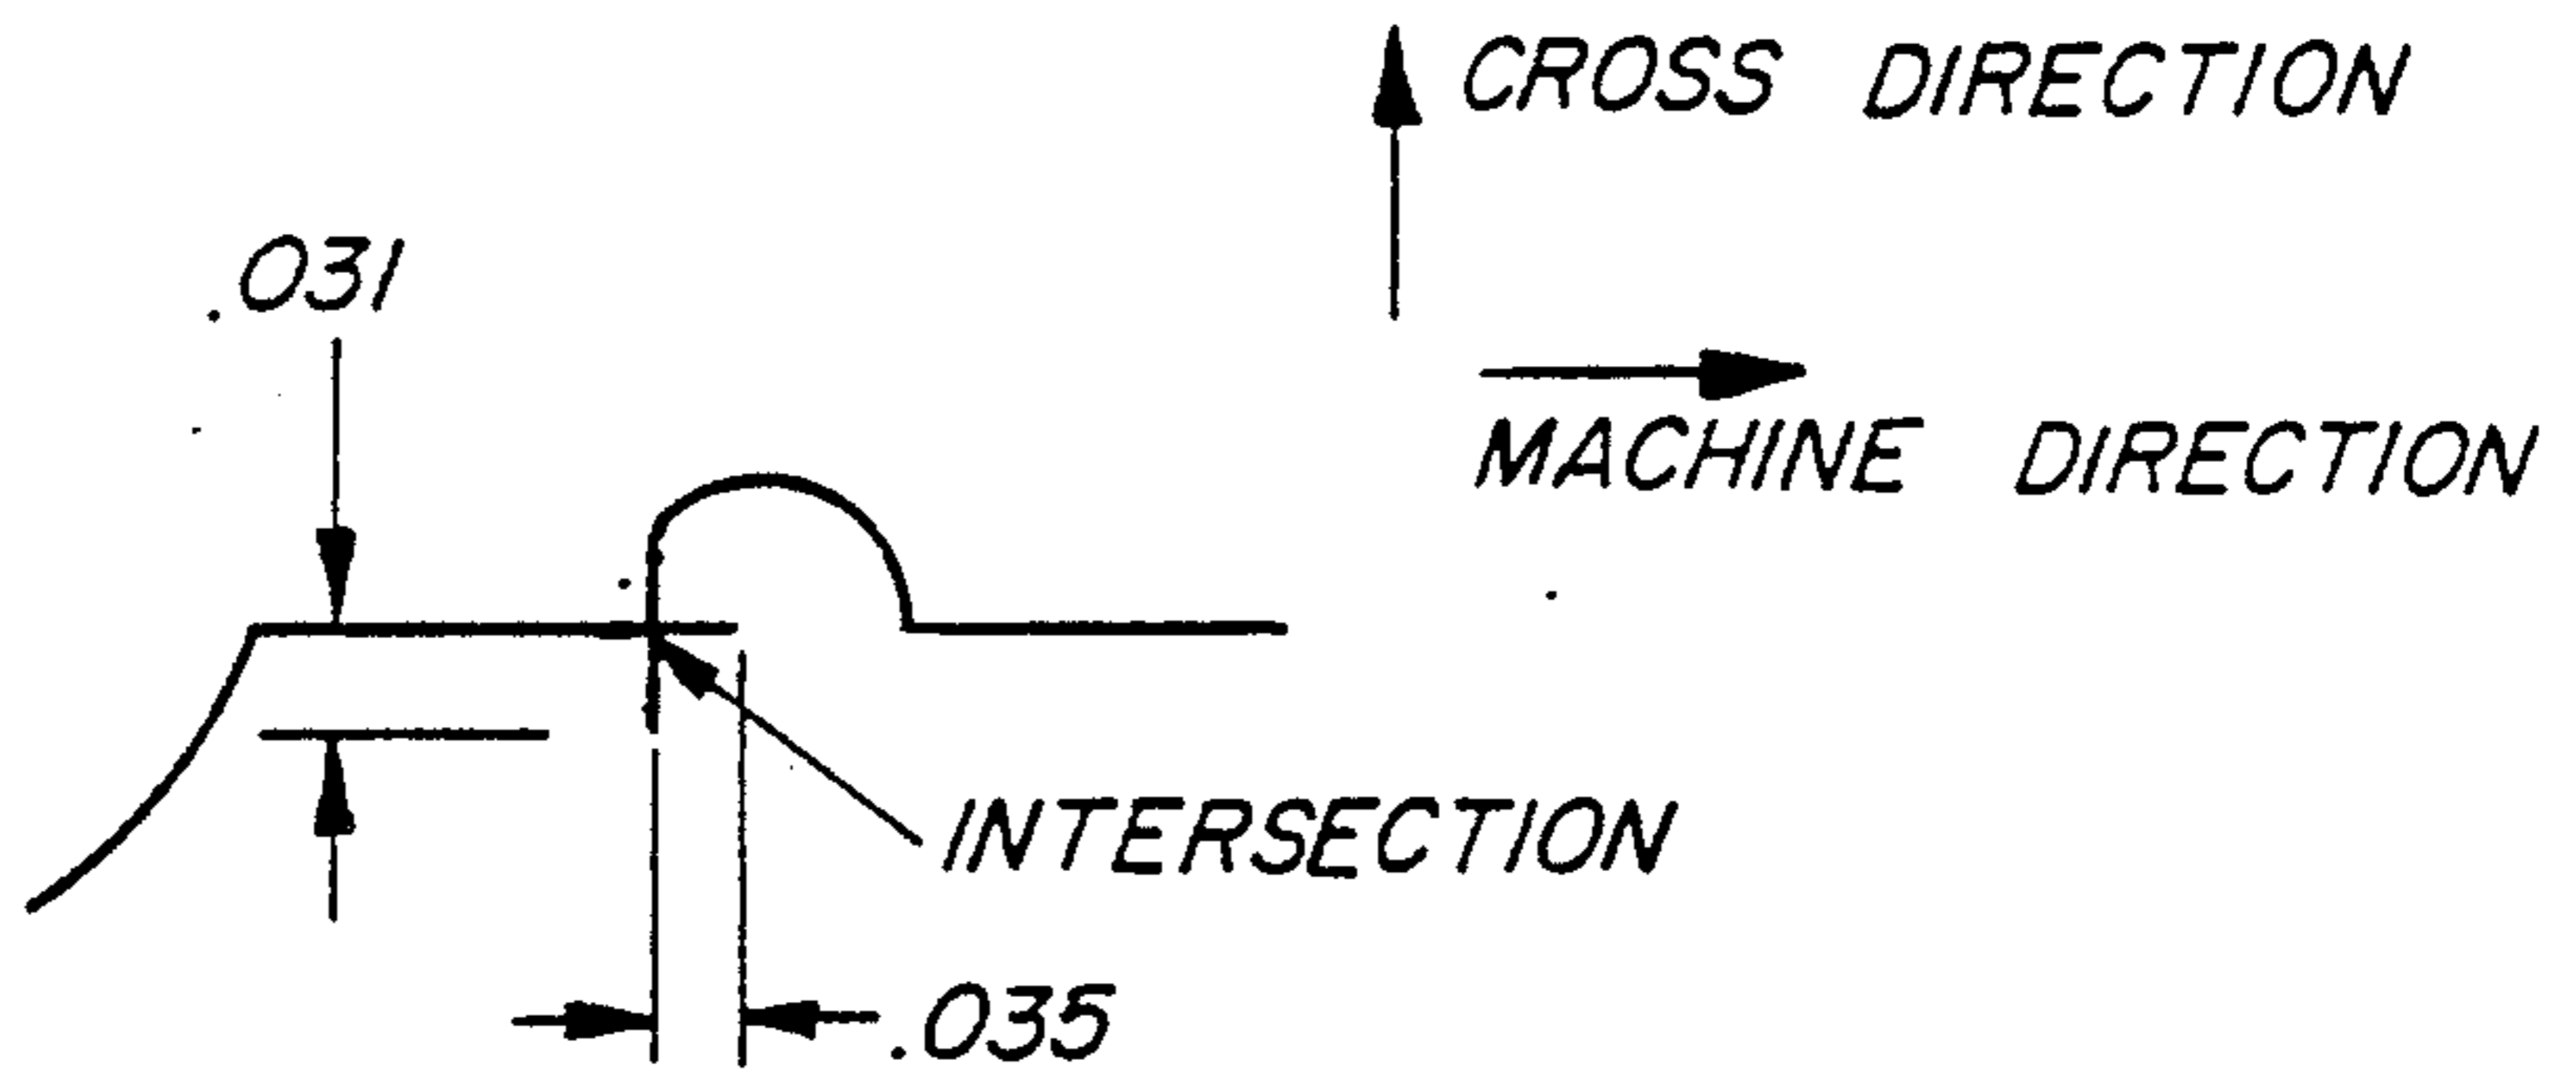 CROSS DIRECTION
.031
MACHINE DIRECTION
INTERSECTION
.035